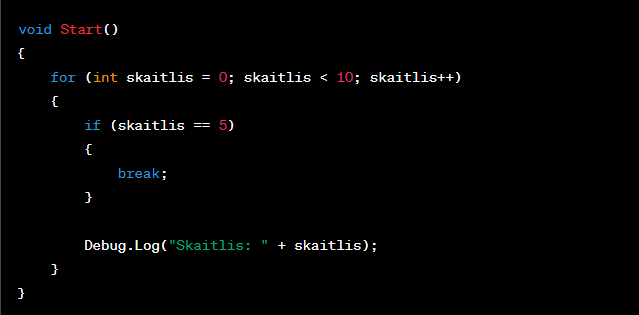 void Start()
{
    for (int skaitlis = 0; skaitlis < 10; skaitlis++)
    {
        if (skaitlis == 5)
        {
            break;
        }

        Debug.Log("Skaitlis: " + skaitlis);
    }
}